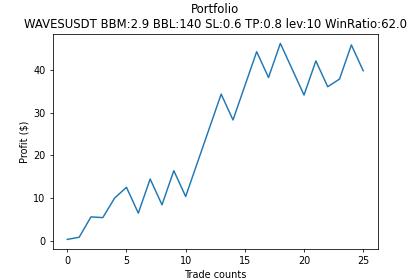 Portfolio
WAVESUSDT BBM:2.9 BBL:140 SL:0.6 TP:0.8 lev:10 WinRatio:62.0
40
30
20
10
0
Profit ($)
0 5 10 15 20 25
Trade counts